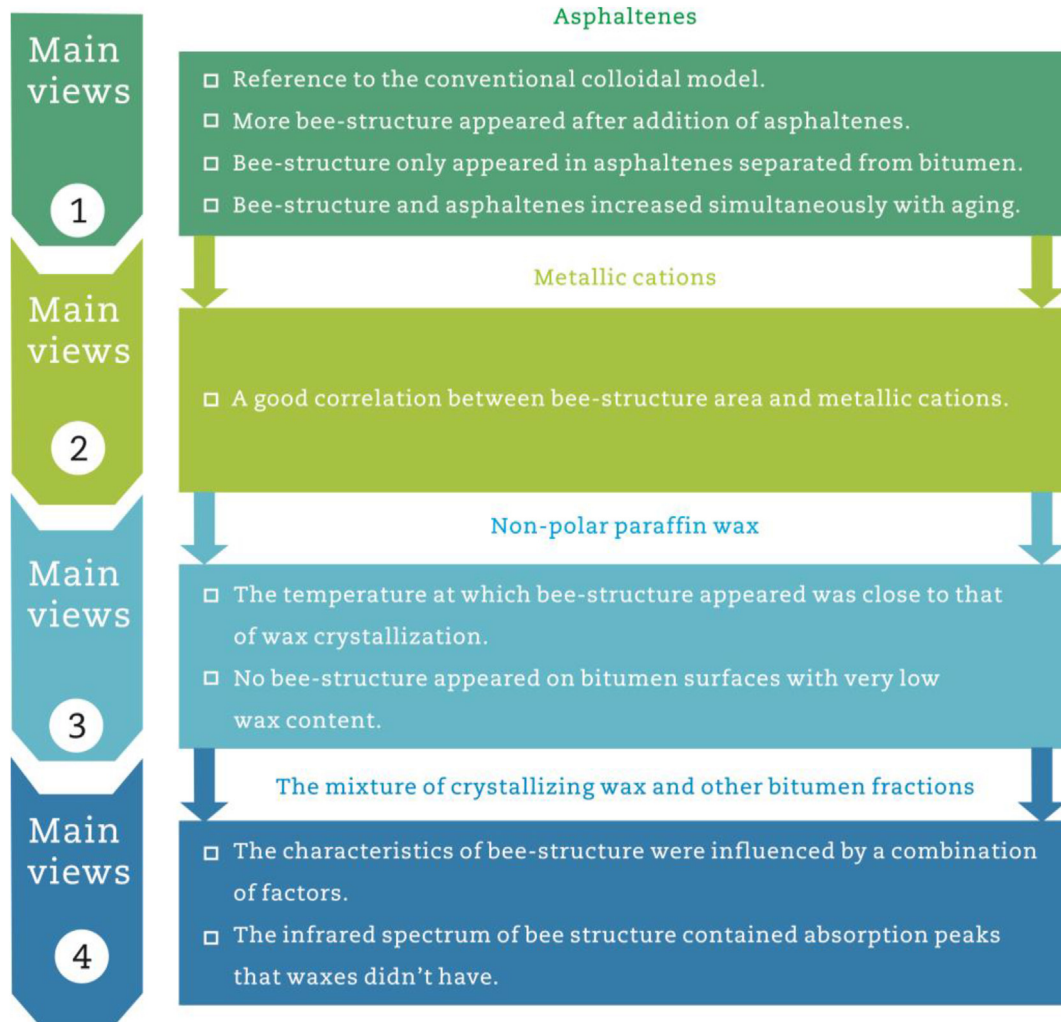 Asphaltenes
Main
views
1
□ Reference to the conventional colloidal model.
□ More bee-structure appeared after addition of asphaltenes.
□ Bee-structure only appeared in asphaltenes separated from bitumen.
□ Bee-structure and asphaltenes increased simultaneously with aging.
Metallic cations
Main
views
2
□ A good correlation between bee-structure area and metallic cations.
Non-polar paraffin wax
Main
views
3
□ The temperature at which bee-structure appeared was close to that
of wax crystallization.
□ No bee-structure appeared on bitumen surfaces with very low
wax content.
The mixture of crystallizing wax and other bitumen fractions
Main
views
4
□ The characteristics of bee-structure were influenced by a combination
of factors.
□ The infrared spectrum of bee structure contained absorption peaks
that waxes didn't have.